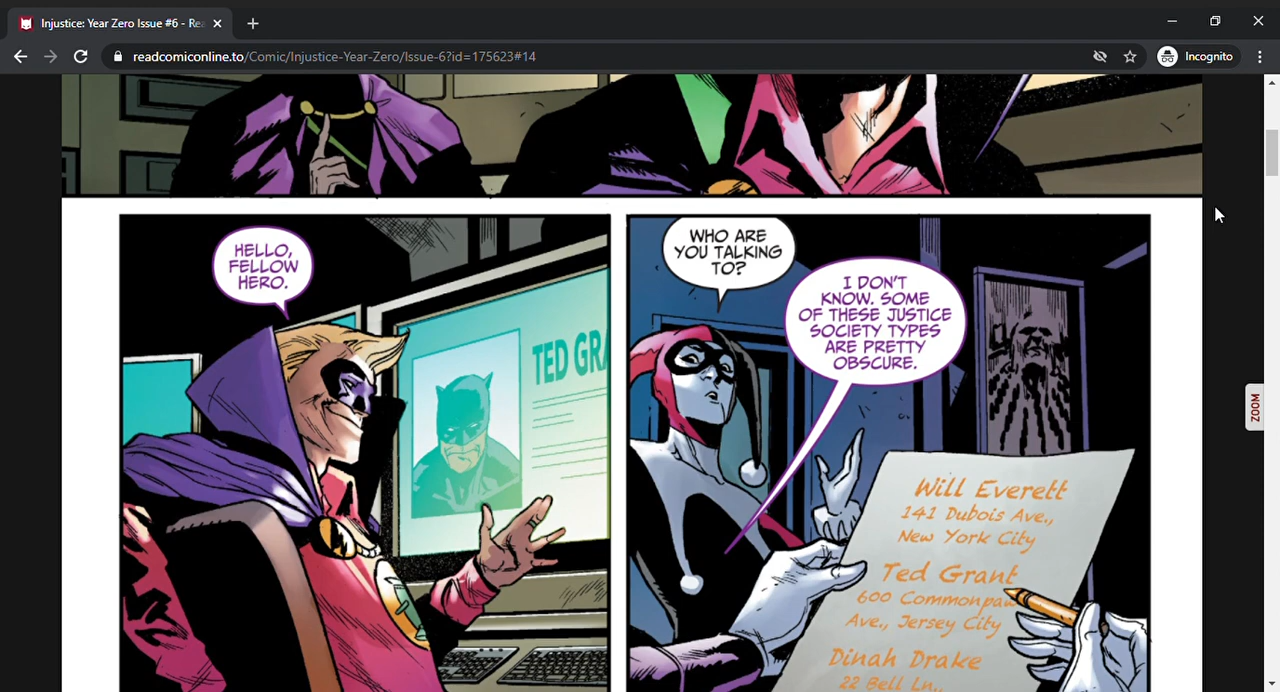 Injustice: Year Zero Issue #6 - Rea
readcomiconline.to/Comic/Injustice-Year-Zero/Issue-6?id=175623#14
Incognito
HELLO,
FELLOW
HERO.
TED GRA
WHO ARE
YOU TALKING
TO?
I DON'T
KNOW. SOME
OF THESE JUSTICE
SOCIETY TYPES
ARE PRETTY
OBSCURE.
ZOOM
Will Everett
141 Dubois Ave.,
New York City
Ted Grant
600 Commonpaw
Ave., Jersey City
Dinah Drake
22 Bell Ln.,